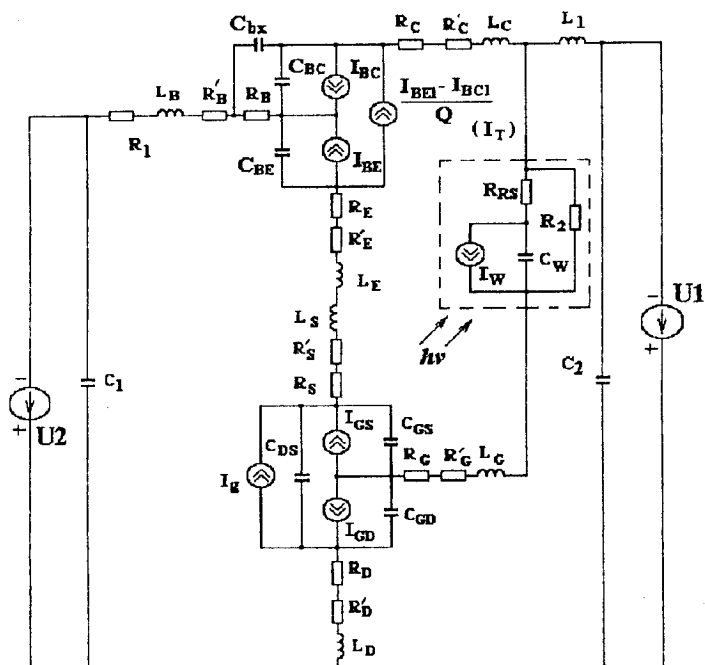 C_bx
R_C
R'_C
L_C
L_1
C_BC
I_BC
I_BE1 - I_BC1
Q
(I_T)
L_B
R'_B
R_B
R_1
C_BE
I_BE
R_E
R'_E
L_E
R_RS
R_2
I_W
C_W
hν
U1
L_S
R'_S
R_S
C_1
C_2
U2
I_GS
C_GS
C_DS
I_g
R_G
R'_G
L_G
I_GD
C_GD
R_D
R'_D
L_D